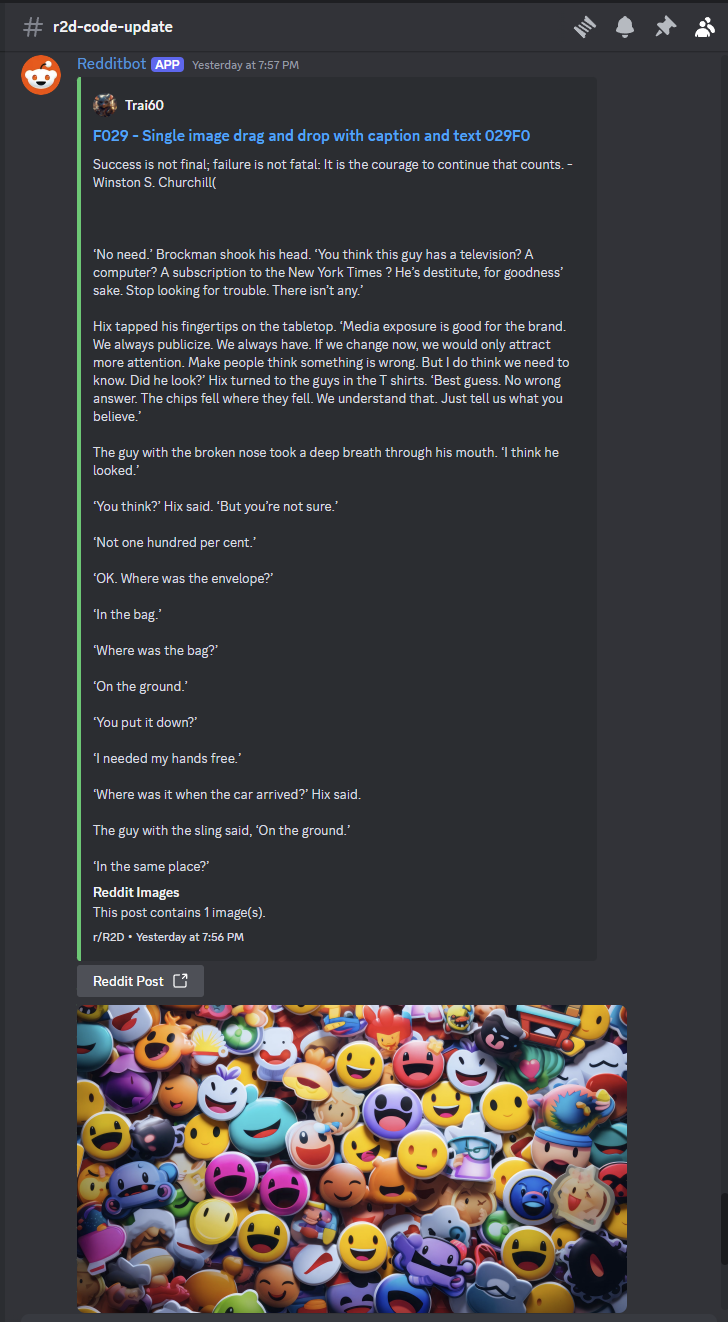 r2d-code-update
Redditbot APP Yesterday at 7:57 PM
Trai60
F029 - Single image drag and drop with caption and text 029F0
Success is not final; failure is not fatal: It is the courage to continue that counts. -
Winston S. Churchill(
‘No need.’ Brockman shook his head. ‘You think this guy has a television? A
computer? A subscription to the New York Times ? He’s destitute, for goodness’
sake. Stop looking for trouble. There isn’t any.’
Hix tapped his fingertips on the tabletop. ‘Media exposure is good for the brand.
We always publicize. We always have. If we change now, we would only attract
more attention. Make people think something is wrong. But I do think we need to
know. Did he look?’ Hix turned to the guys in the T shirts. ‘Best guess. No wrong
answer. The chips fell where they fell. We understand that. Just tell us what you
believe.’
The guy with the broken nose took a deep breath through his mouth. ‘I think he
looked.’
‘You think?’ Hix said. ‘But you’re not sure.’
‘Not one hundred per cent.’
‘OK. Where was the envelope?’
‘In the bag.’
‘Where was the bag?’
‘On the ground.’
‘You put it down?’
‘I needed my hands free.’
‘Where was it when the car arrived?’ Hix said.
The guy with the sling said, ‘On the ground.’
‘In the same place?’
Reddit Images
This post contains 1 image(s).
r/R2D • Yesterday at 7:56 PM
Reddit Post